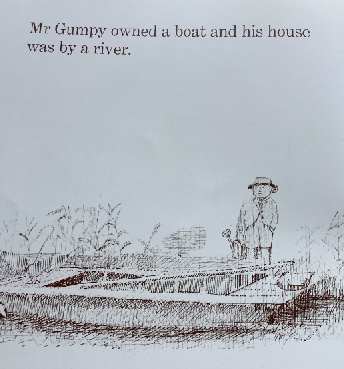 Mr Gumpy owned a boat and his house
was by a river.